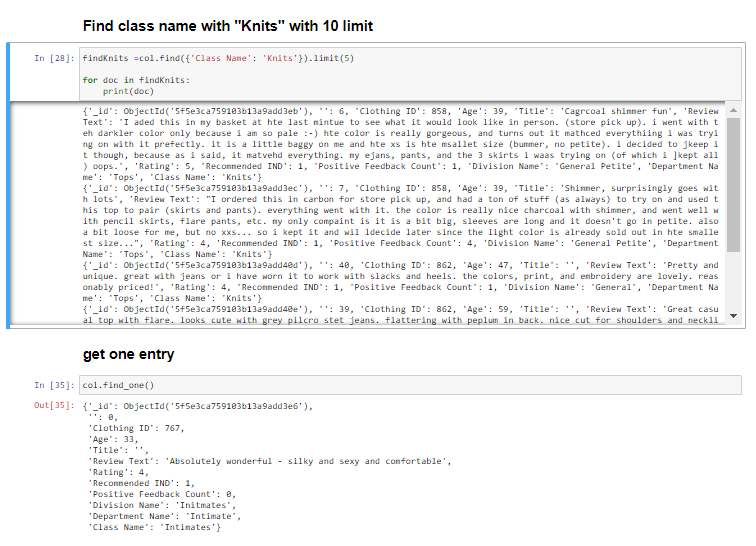 Find class name with "Knits" with 10 limit
In [28]: findKnits =col.find({'Class Name': 'Knits'}).limit(5)
for doc in findKnits:
print(doc)
{'_id': ObjectId('5f5e3ca759103b13a9add3eb'), '': 6, 'Clothing ID': 858, 'Age': 39, 'Title': 'Cagrcoal shimmer fun', 'Review
Text': 'I aded this in my basket at hte last mintue to see what it would look like in person. (store pick up). i went with t
eh darkler color only because i am so pale :-) hte color is really gorgeous, and turns out it mathced everythiing i was tryi
ng on with it prefectly. it is a little baggy on me and hte xs is hte msallet size (bummer, no petite). i decided to jkeep i
t though, because as i said, it matvehd everything. my ejans, pants, and the 3 skirts i waas trying on (of which i ]kept all
) oops.', 'Rating': 5, 'Recommended IND': 1, 'Positive Feedback Count': 1, 'Division Name': 'General Petite', 'Department Na
me': 'Tops', 'Class Name': 'Knits'}
{'_id': ObjectId('5f5e3ca759103b13a9add3ec'), '': 7, 'Clothing ID': 858, 'Age': 39, 'Title': 'Shimmer, surprisingly goes wit
h lots', 'Review Text': "I ordered this in carbon for store pick up, and had a ton of stuff (as always) to try on and used t
his top to pair (skirts and pants). everything went with it. the color is really nice charcoal with shimmer, and went well w
ith pencil skirts, flare pants, etc. my only compaint is it is a bit big, sleeves are long and it doesn't go in petite. also
a bit loose for me, but no xxs... so i kept it and wil ldecide later since the light color is already sold out in hte smalle
st size...", 'Rating': 4, 'Recommended IND': 1, 'Positive Feedback Count': 4, 'Division Name': 'General Petite', 'Department
Name': 'Tops', 'Class Name': 'Knits'}
{'_id': ObjectId('5f5e3ca759103b13a9add40d'), '': 40, 'Clothing ID': 862, 'Age': 47, 'Title': '', 'Review Text': 'Pretty and
unique. great with jeans or i have worn it to work with slacks and heels. the colors, print, and embroidery are lovely. reas
onably priced!', 'Rating': 4, 'Recommended IND': 1, 'Positive Feedback Count': 1, 'Division Name': 'General', 'Department Na
me': 'Tops', 'Class Name': 'Knits'}
{'_id': ObjectId('5f5e3ca759103b13a9add40e'), '': 39, 'Clothing ID': 862, 'Age': 59, 'Title': '', 'Review Text': 'Great casu
al top with flare. looks cute with grey pilcro stet jeans. flattering with peplum in back. nice cut for shoulders and neckli
get one entry
In [35]: col.find_one()
Out[35]: {'_id': ObjectId('5f5e3ca759103b13a9add3e6'),
'': 0,
'Clothing ID': 767,
'Age': 33,
'Title': '',
'Review Text': 'Absolutely wonderful - silky and sexy and comfortable',
'Rating': 4,
'Recommended IND': 1,
'Positive Feedback Count': 0,
'Division Name': 'Initmates',
'Department Name': 'Intimate',
'Class Name': 'Intimates'}